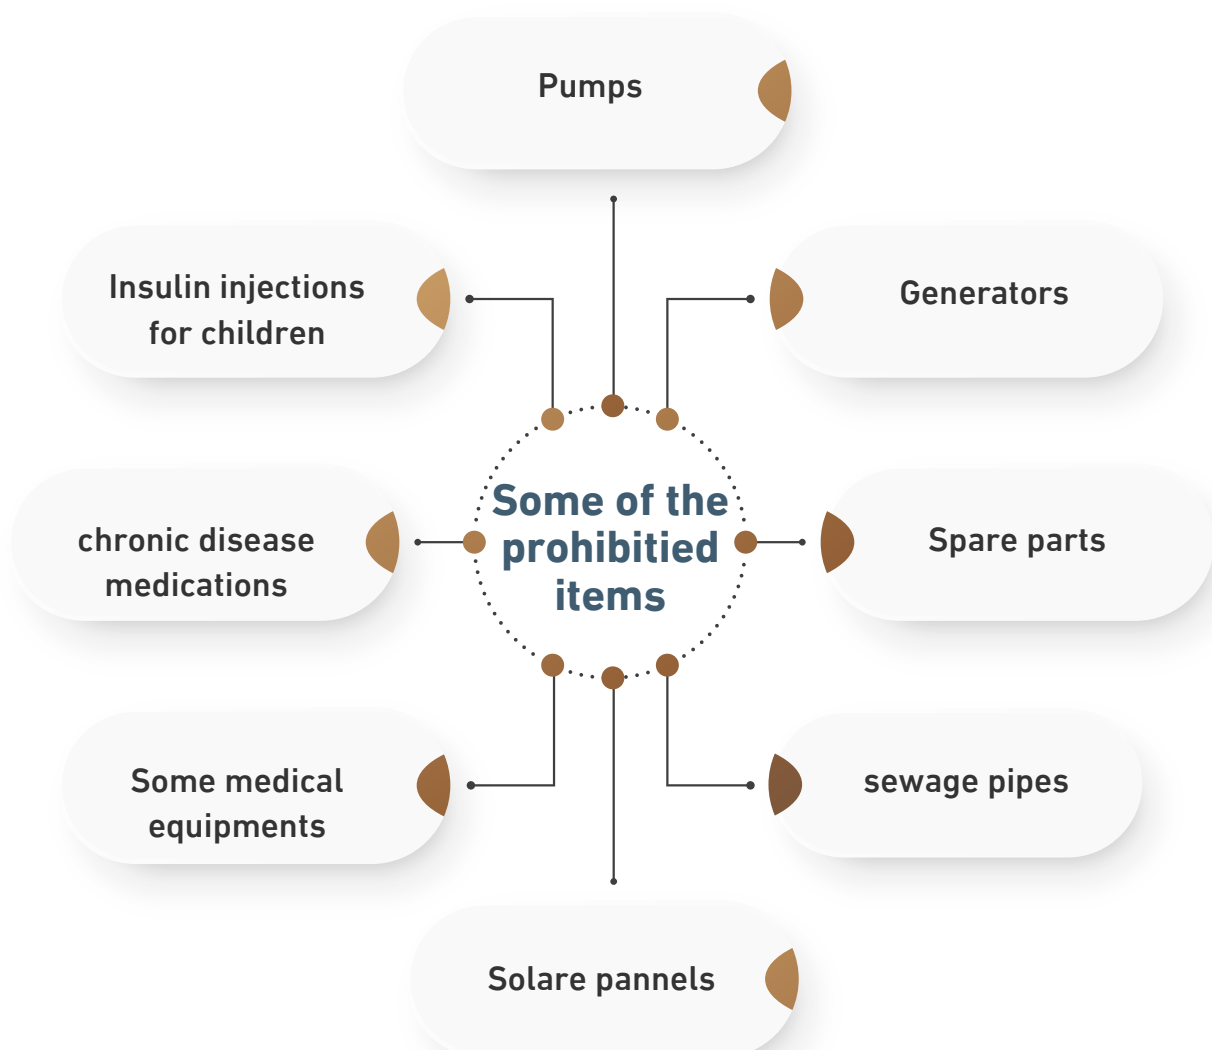 Pumps
Insulin injections
for children
Generators
chronic disease
medications
Some of the
prohibitied
items
Spare parts
Some medical
equipments
sewage pipes
Solare pannels